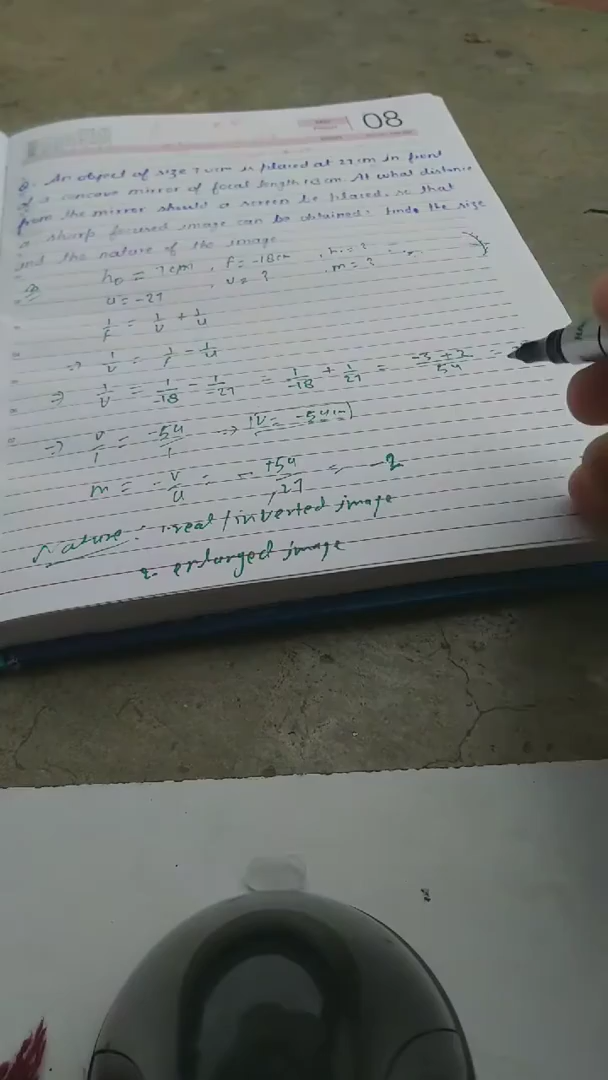 08
Q. An object of size 7 cm is placed at 27 cm in front
of a concave mirror of focal length 18 cm. At what distance
from the mirror should a screen be placed, so that
a sharp focused image can be obtained? Find the size
and the nature of the image
h₀ = 7cm, f = -18cm, hᵢ = ?
u = -27, v = ?, m = ?
1/f = 1/v + 1/u
⇒ 1/v = 1/f - 1/u
⇒ 1/v = 1/-18 - 1/-27 = 1/-18 + 1/27 = -3+2/54 =
⇒ v/1 = -54/1 ⇒ |v = -54cm|
m = -v/u = - +54/,27 = -2
Nature : 1. real/inverted image
2. enlarged image